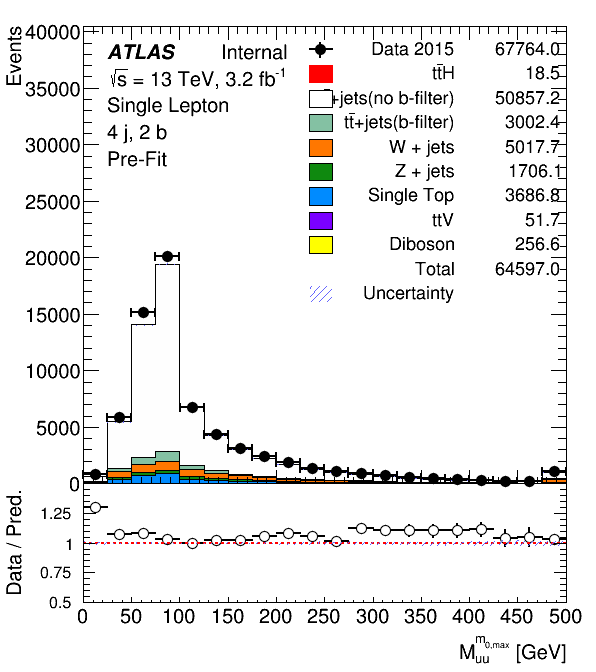 Events
40000
35000
30000
25000
20000
15000
10000
5000
0
ATLAS Internal
√s = 13 TeV, 3.2 fb⁻¹
Single Lepton
4 j, 2 b
Pre-Fit
Data 2015 67764.0
tt̄H 18.5
+jets(no b-filter) 50857.2
tt̄+jets(b-filter) 3002.4
W + jets 5017.7
Z + jets 1706.1
Single Top 3686.8
ttV 51.7
Diboson 256.6
Total 64597.0
Uncertainty
Data / Pred.
1.25
1
0.75
0.5
0 50 100 150 200 250 300 350 400 450 500
M_uu^m_0,max [GeV]